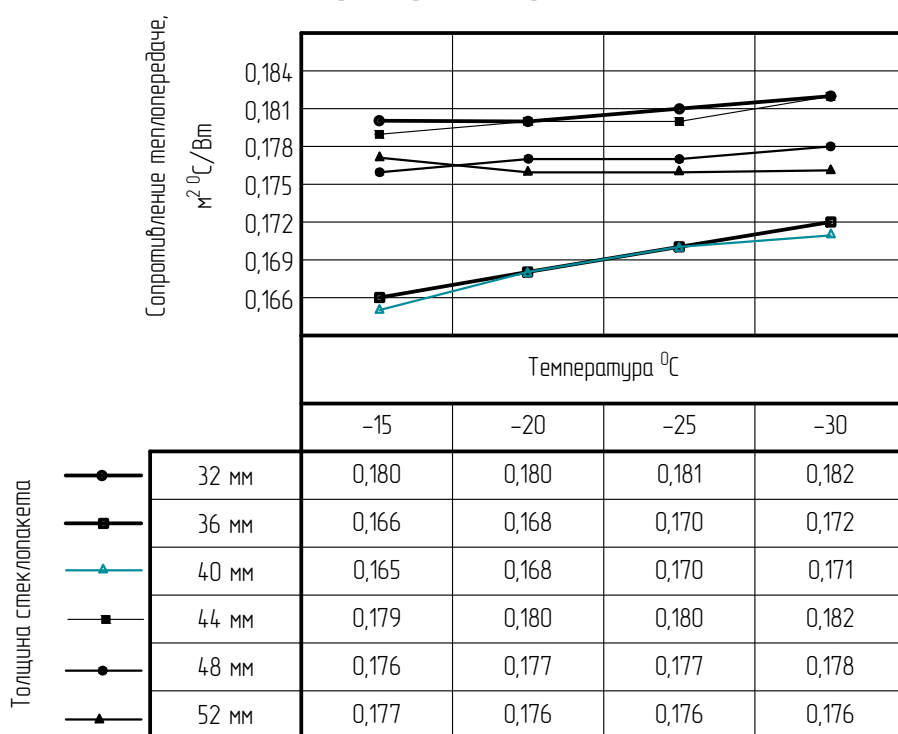 Сопротивление теплопередаче,
м² ⁰С/Вт
0,184
0,181
0,178
0,175
0,172
0,169
0,166
Температура ⁰С
-15 -20 -25 -30
Толщина стеклопакета
32 мм 0,180 0,180 0,181 0,182
36 мм 0,166 0,168 0,170 0,172
40 мм 0,165 0,168 0,170 0,171
44 мм 0,179 0,180 0,180 0,182
48 мм 0,176 0,177 0,177 0,178
52 мм 0,177 0,176 0,176 0,176